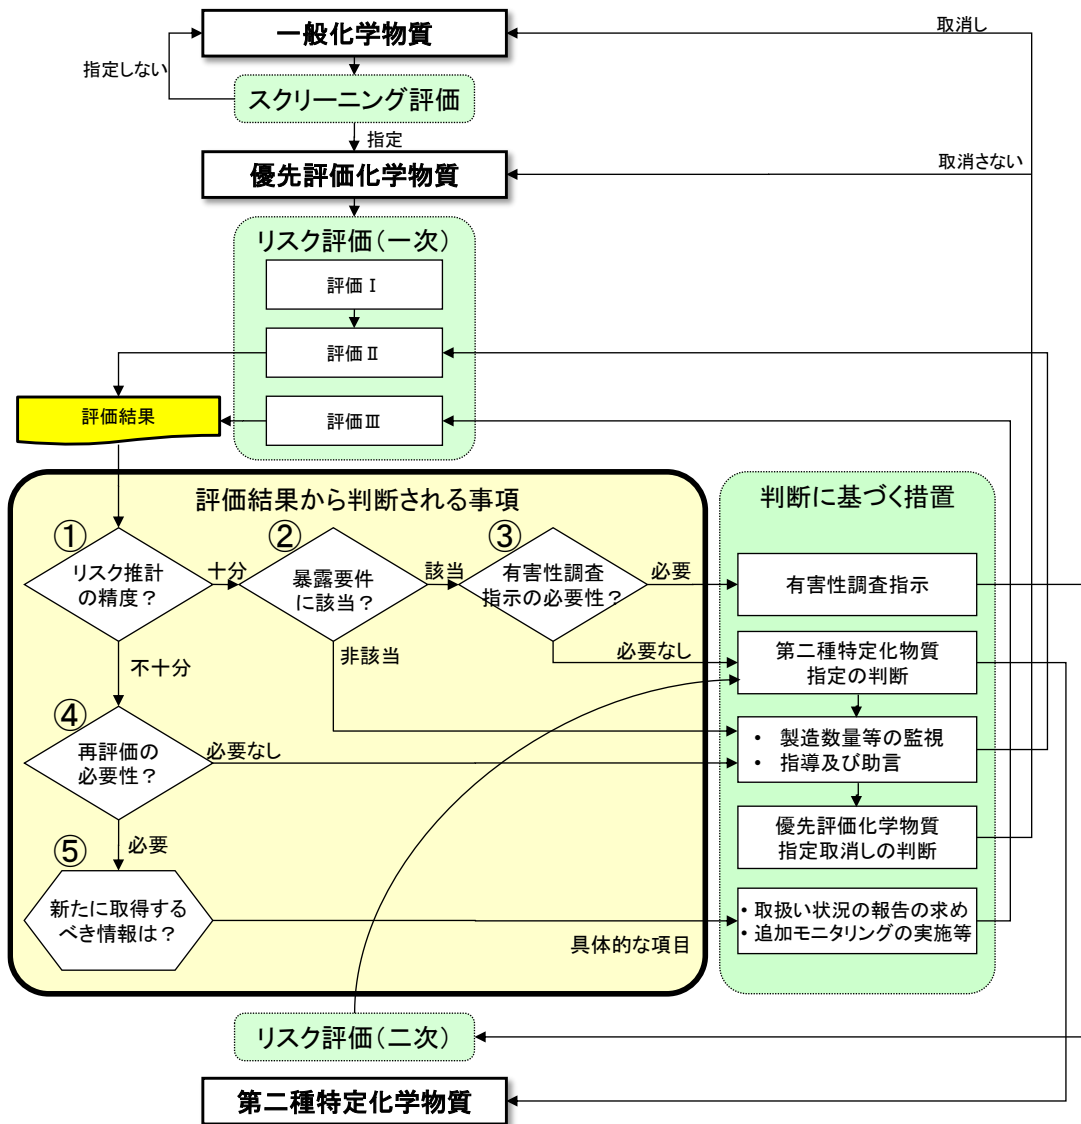 一般化学物質
取消し
指定しない
スクリーニング評価
指定
優先評価化学物質
取消さない
リスク評価(一次)
評価Ⅰ
評価Ⅱ
評価結果
評価Ⅲ
評価結果から判断される事項
判断に基づく措置
①
リスク推計
の精度?
十分
②
暴露要件
に該当?
該当
③
有害性調査
指示の必要性?
必要
有害性調査指示
不十分
非該当
必要なし
第二種特定化物質
指定の判断
④
再評価の
必要性?
必要なし
・ 製造数量等の監視
・ 指導及び助言
優先評価化学物質
指定取消しの判断
必要
⑤
新たに取得する
べき情報は?
具体的な項目
・取扱い状況の報告の求め
・追加モニタリングの実施等
リスク評価(二次)
第二種特定化学物質